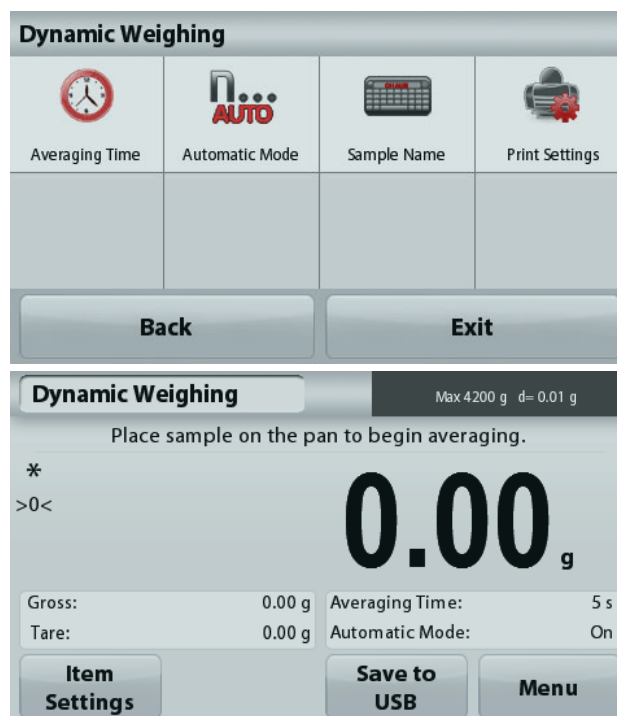 Dynamic Weighing
AUTO
Averaging Time Automatic Mode Sample Name Print Settings
Back Exit
Dynamic Weighing Max 4200 g d= 0.01 g
Place sample on the pan to begin averaging.
*
>0<
0.00 g
Gross: 0.00 g Averaging Time: 5 s
Tare: 0.00 g Automatic Mode: On
Item Settings Save to USB Menu